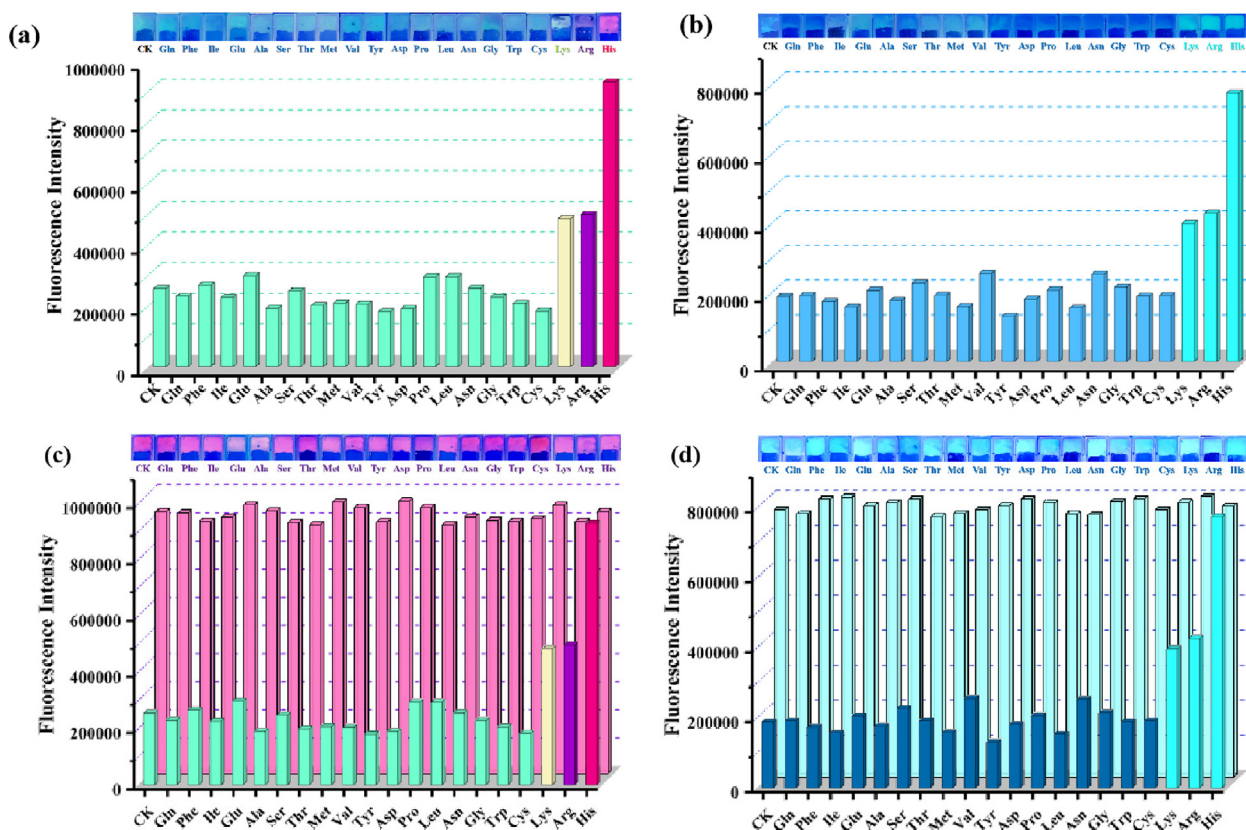 (a)
CK Gln Phe Ile Glu Ala Ser Thr Met Val Tyr Asp Pro Leu Asn Gly Trp Cys Lys Arg His
Fluorescence Intensity
1000000
800000
600000
400000
200000
0
CK Gln Phe Ile Glu Ala Ser Thr Met Val Tyr Asp Pro Leu Asn Gly Trp Cys Lys Arg His
(b)
CK Gln Phe Ile Glu Ala Ser Thr Met Val Tyr Asp Pro Leu Asn Gly Trp Cys Lys Arg His
Fluorescence Intensity
800000
600000
400000
200000
0
CK Gln Phe Ile Glu Ala Ser Thr Met Val Tyr Asp Pro Leu Asn Gly Trp Cys Lys Arg His
(c)
CK Gln Phe Ile Glu Ala Ser Thr Met Val Tyr Asp Pro Leu Asn Gly Trp Cys Lys Arg His
Fluorescence Intensity
1000000
800000
600000
400000
200000
0
CK Gln Phe Ile Glu Ala Ser Thr Met Val Tyr Asp Pro Leu Asn Gly Trp Cys Lys Arg His
(d)
CK Gln Phe Ile Glu Ala Ser Thr Met Val Tyr Asp Pro Leu Asn Gly Trp Cys Lys Arg His
Fluorescence Intensity
800000
600000
400000
200000
0
CK Gln Phe Ile Glu Ala Ser Thr Met Val Tyr Asp Pro Leu Asn Gly Trp Cys Lys Arg His